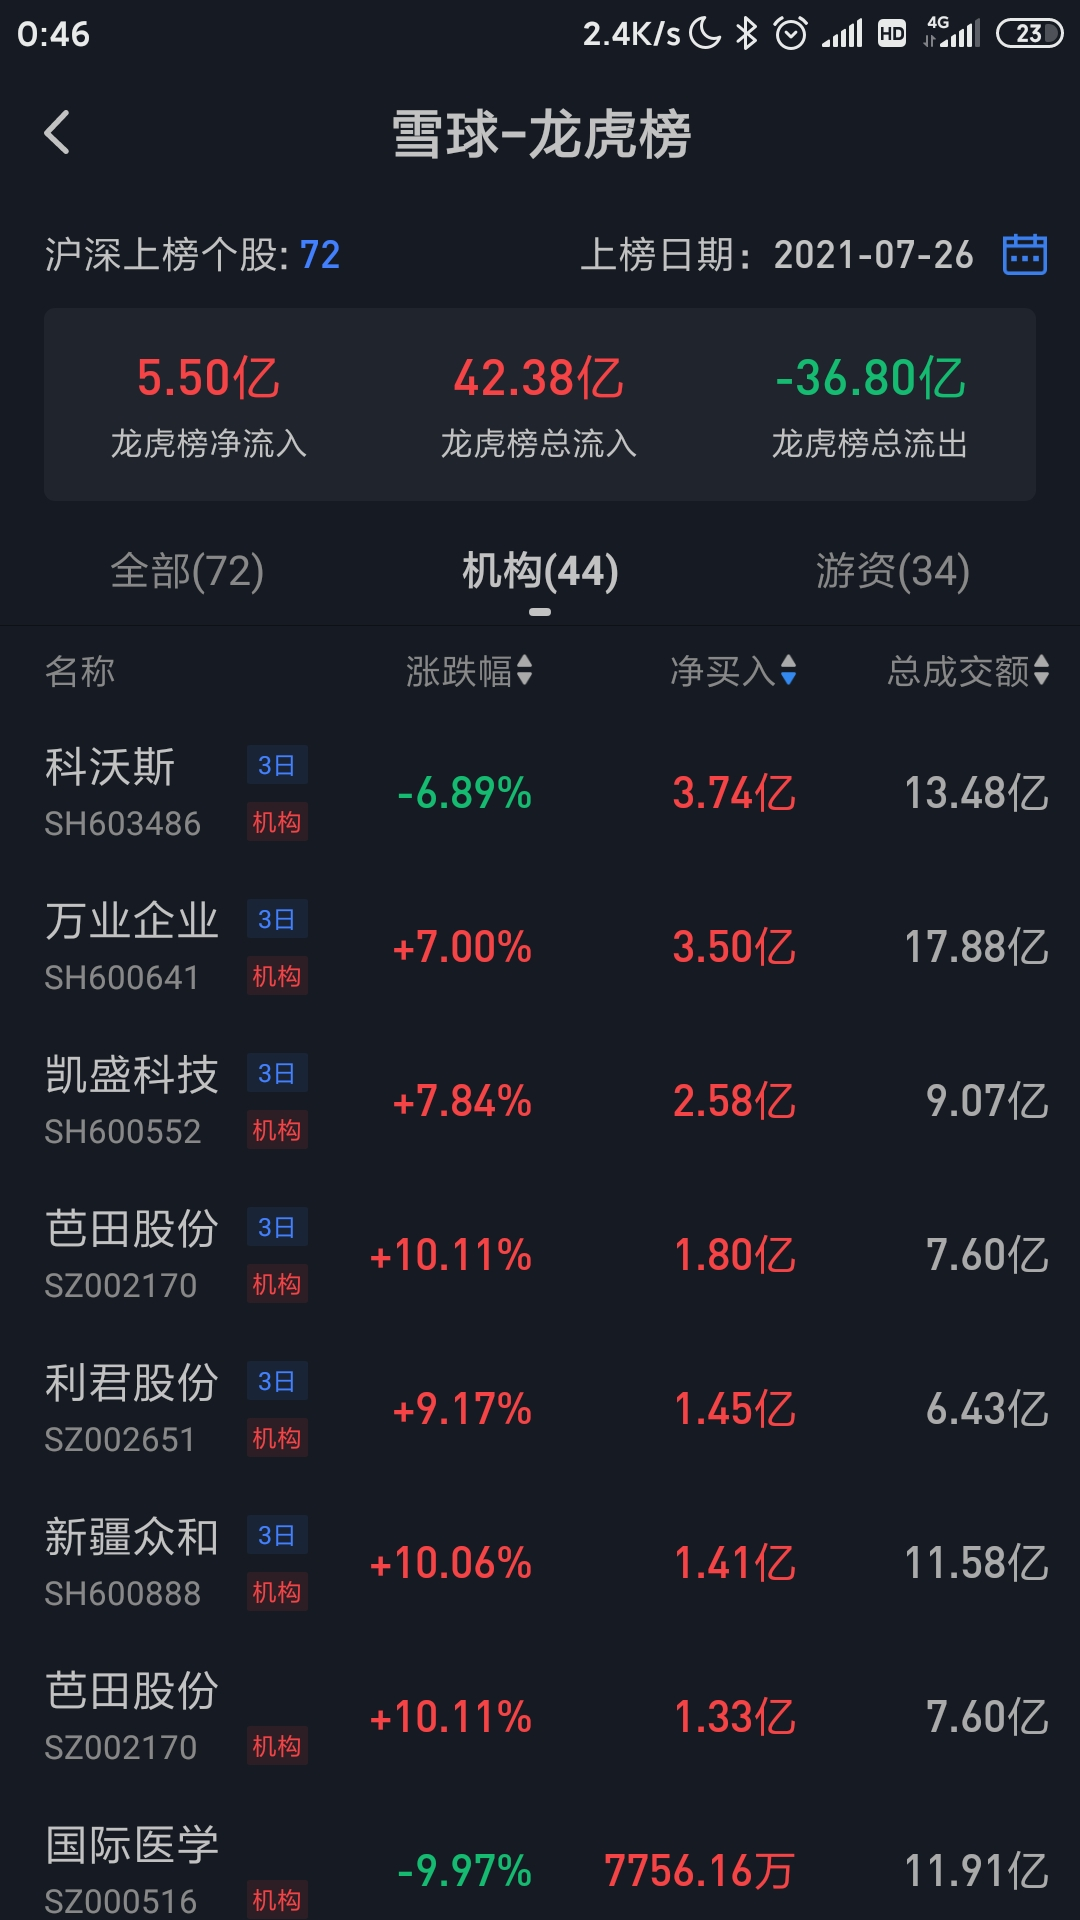 0:46 2.4K/s HD 4G 23
雪球-龙虎榜
沪深上榜个股: 72 上榜日期: 2021-07-26
5.50亿 42.38亿 -36.80亿
龙虎榜净流入 龙虎榜总流入 龙虎榜总流出
全部(72) 机构(44) 游资(34)
名称 涨跌幅 净买入 总成交额
科沃斯 3日
-6.89% 3.74亿 13.48亿
SH603486 机构
万业企业 3日
+7.00% 3.50亿 17.88亿
SH600641 机构
凯盛科技 3日
+7.84% 2.58亿 9.07亿
SH600552 机构
芭田股份 3日
+10.11% 1.80亿 7.60亿
SZ002170 机构
利君股份 3日
+9.17% 1.45亿 6.43亿
SZ002651 机构
新疆众和 3日
+10.06% 1.41亿 11.58亿
SH600888 机构
芭田股份
+10.11% 1.33亿 7.60亿
SZ002170 机构
国际医学
-9.97% 7756.16万 11.91亿
SZ000516 机构